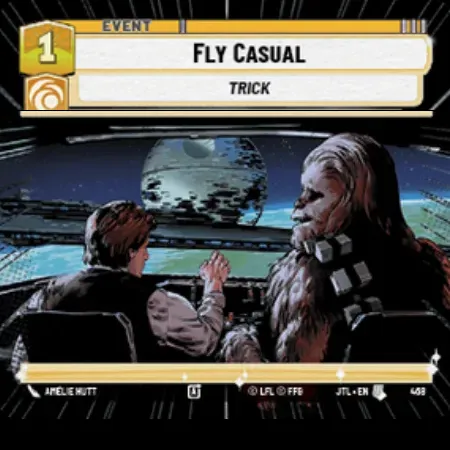 EVENT
1
FLY CASUAL
TRICK
AMÉLIE HUTT
LFL FFG
JTL • EN
468